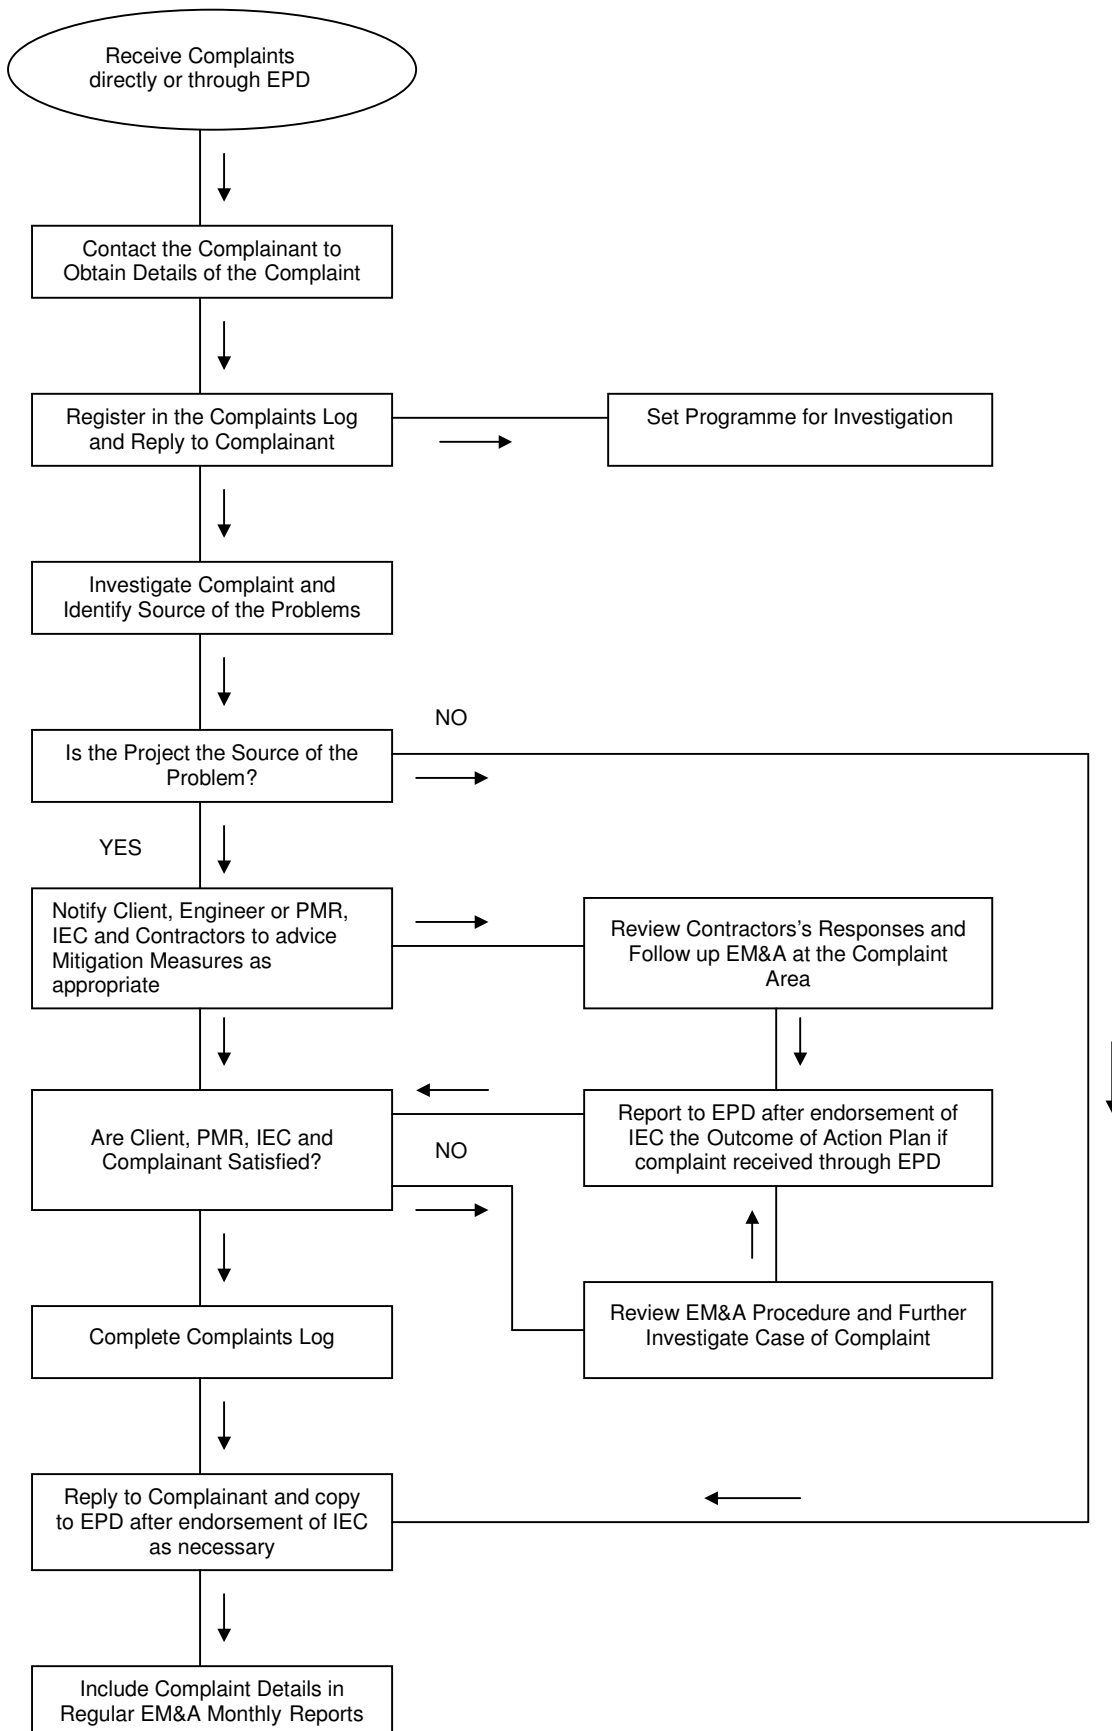 Receive Complaints
directly or through EPD
Contact the Complainant to
Obtain Details of the Complaint
Register in the Complaints Log
and Reply to Complainant
Set Programme for Investigation
Investigate Complaint and
Identify Source of the Problems
NO
Is the Project the Source of the
Problem?
YES
Notify Client, Engineer or PMR,
IEC and Contractors to advice
Mitigation Measures as
appropriate
Review Contractors's Responses and
Follow up EM&A at the Complaint
Area
Are Client, PMR, IEC and
Complainant Satisfied?
NO
Report to EPD after endorsement of
IEC the Outcome of Action Plan if
complaint received through EPD
Complete Complaints Log
Review EM&A Procedure and Further
Investigate Case of Complaint
Reply to Complainant and copy
to EPD after endorsement of IEC
as necessary
Include Complaint Details in
Regular EM&A Monthly Reports